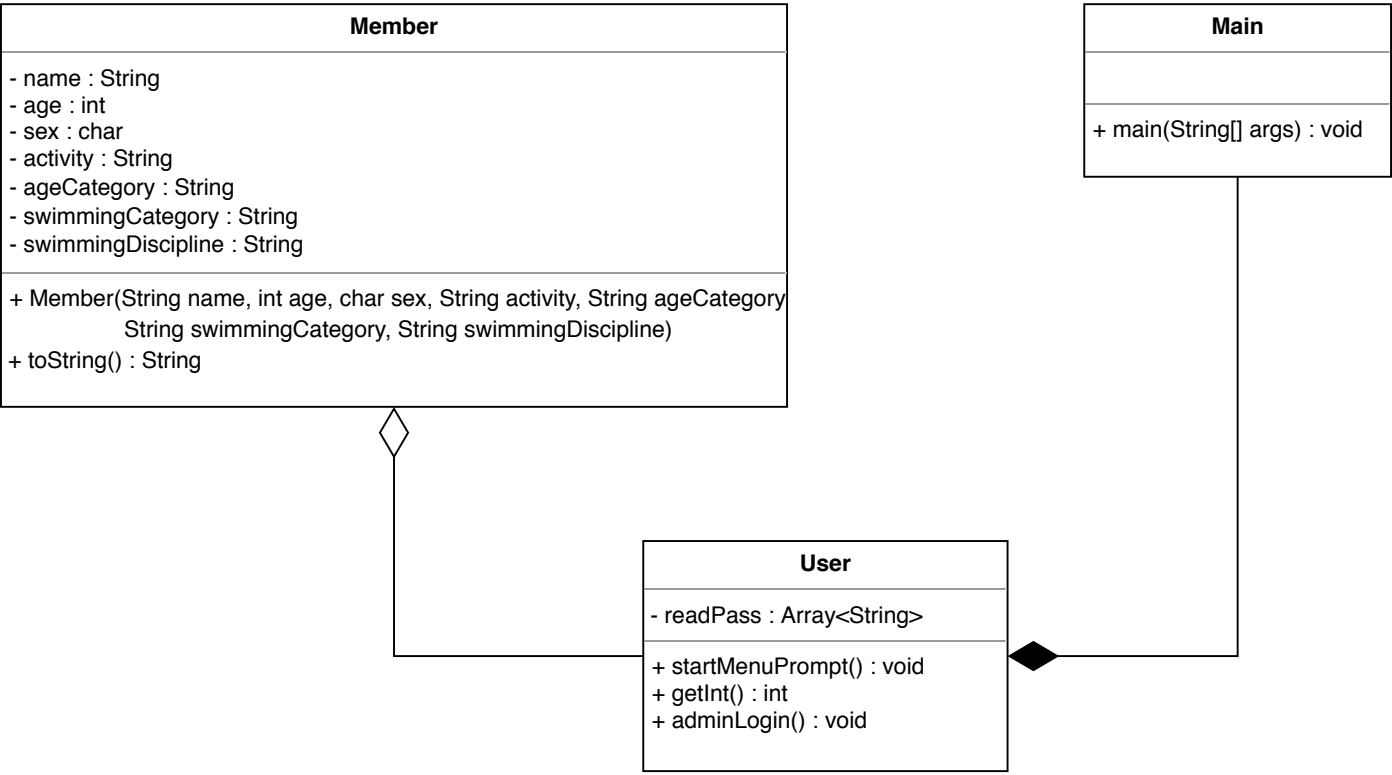 Member
- name : String
- age : int
- sex : char
- activity : String
- ageCategory : String
- swimmingCategory : String
- swimmingDiscipline : String
+ Member(String name, int age, char sex, String activity, String ageCategory
String swimmingCategory, String swimmingDiscipline)
+ toString() : String
Main
+ main(String[] args) : void
User
- readPass : Array<String>
+ startMenuPrompt() : void
+ getInt() : int
+ adminLogin() : void